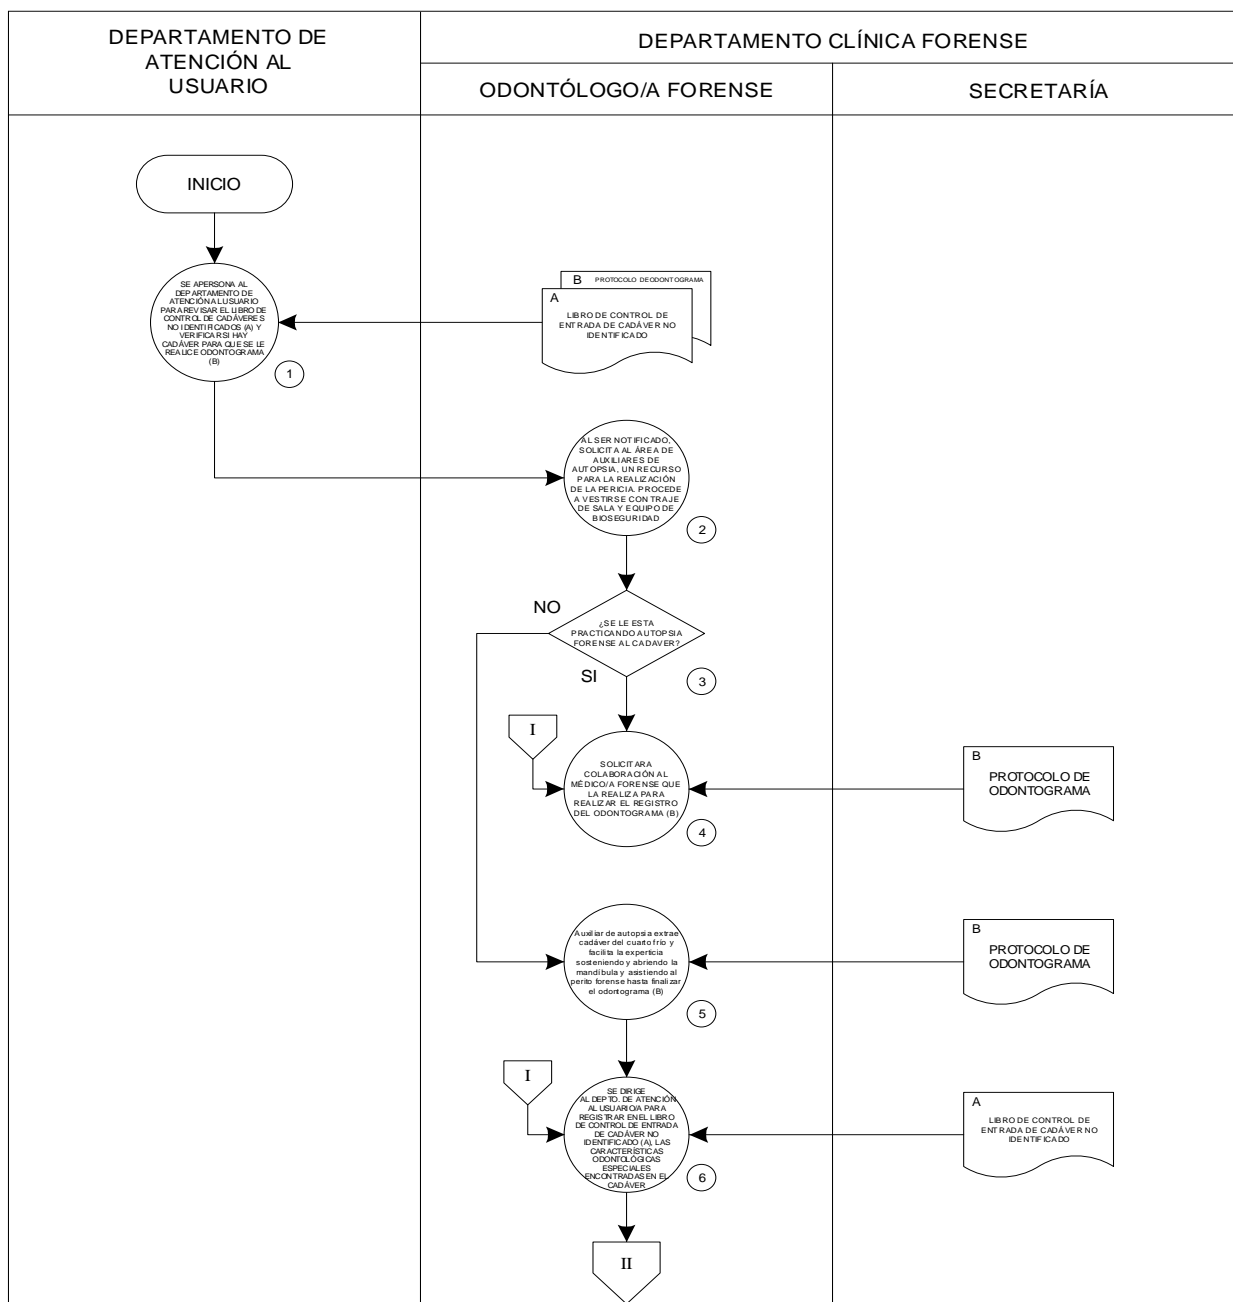 DEPARTAMENTO DE
ATENCIÓN AL
USUARIO
DEPARTAMENTO CLÍNICA FORENSE
ODONTÓLOGO/A FORENSE
SECRETARÍA
INICIO
SE APERSONA AL
DEPARTAMENTO DE
ATENCIÓN AL USUARIO
PARA REVISAR EL LIBRO DE
CONTROL DE CADÁVERES
NO IDENTIFICADOS (A) Y
VERIFICAR SI HAY
CADÁVER PARA QUE SE LE
REALICE ODONTOGRAMA
(B)
1
B PROTOCOLO DE ODONTOGRAMA
A
LIBRO DE CONTROL DE
ENTRADA DE CADÁVER NO
IDENTIFICADO
AL SER NOTIFICADO,
SOLICITA AL ÁREA DE
AUXILIARES DE
AUTOPSIA, UN RECURSO
PARA LA REALIZACIÓN
DE LA PERICIA. PROCEDE
A VESTIRSE CON TRAJE
DE SALA Y EQUIPO DE
BIOSEGURIDAD
2
NO
¿SE LE ESTA
PRACTICANDO AUTOPSIA
FORENSE AL CADAVER?
SI
3
I
SOLICITARA
COLABORACIÓN AL
MÉDICO/A FORENSE QUE
LA REALIZA PARA
REALIZAR EL REGISTRO
DEL ODONTOGRAMA (B)
4
B
PROTOCOLO DE
ODONTOGRAMA
Auxiliar de autopsia extrae
cadáver del cuarto frío y
facilita la experticia
sosteniendo y abriendo la
mandíbula y asistiendo al
perito forense hasta finalizar
el odontograma (B)
5
B
PROTOCOLO DE
ODONTOGRAMA
I
SE DIRIGE
AL DEPTO. DE ATENCIÓN
AL USUARIO/A PARA
REGISTRAR EN EL LIBRO
DE CONTROL DE ENTRADA
DE CADÁVER NO
IDENTIFICADO (A), LAS
CARACTERÍSTICAS
ODONTOLÓGICAS
ESPECIALES
ENCONTRADAS EN EL
CADÁVER
6
A
LIBRO DE CONTROL DE
ENTRADA DE CADÁVER NO
IDENTIFICADO
II